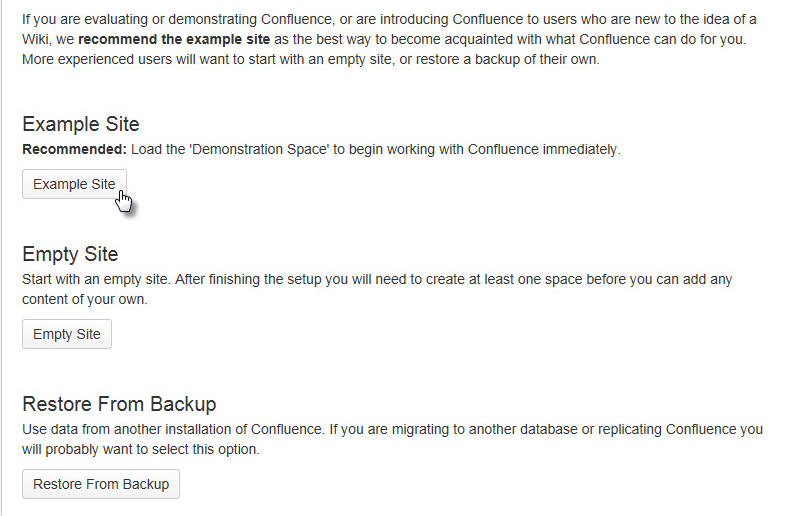 If you are evaluating or demonstrating Confluence, or are introducing Confluence to users who are new to the idea of a
Wiki, we recommend the example site as the best way to become acquainted with what Confluence can do for you.
More experienced users will want to start with an empty site, or restore a backup of their own.
Example Site
Recommended: Load the 'Demonstration Space' to begin working with Confluence immediately.
Example Site
Empty Site
Start with an empty site. After finishing the setup you will need to create at least one space before you can add any
content of your own.
Empty Site
Restore From Backup
Use data from another installation of Confluence. If you are migrating to another database or replicating Confluence you
will probably want to select this option.
Restore From Backup